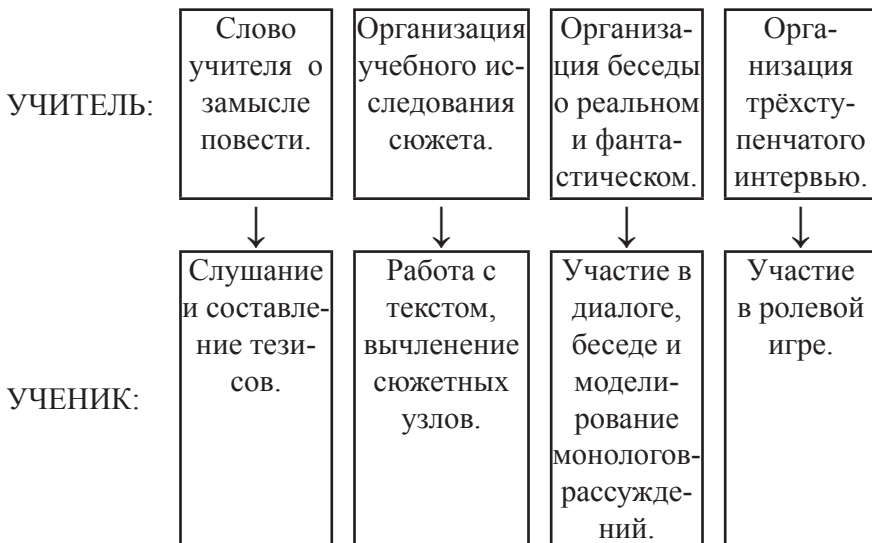 УЧИТЕЛЬ:
Слово
учителя о
замысле
повести.
Организация
учебного ис-
следования
сюжета.
Организа-
ция беседы
о реальном
и фанта-
стическом.
Орга-
низация
трёхсту-
пенчатого
интервью.
УЧЕНИК:
Слушание
и составле-
ние тези-
сов.
Работа с
текстом,
вычленение
сюжетных
узлов.
Участие в
диалоге,
беседе и
модели-
рование
монологов-
рассужде-
ний.
Участие
в ролевой
игре.